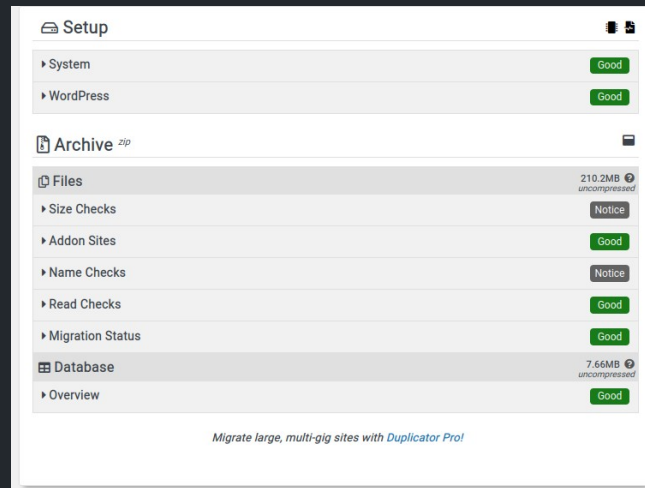 Setup
System Good
WordPress Good
Archive zip
Files 210.2MB
uncompressed
Size Checks Notice
Addon Sites Good
Name Checks Notice
Read Checks Good
Migration Status Good
Database 7.66MB
uncompressed
Overview Good
Migrate large, multi-gig sites with Duplicator Pro!